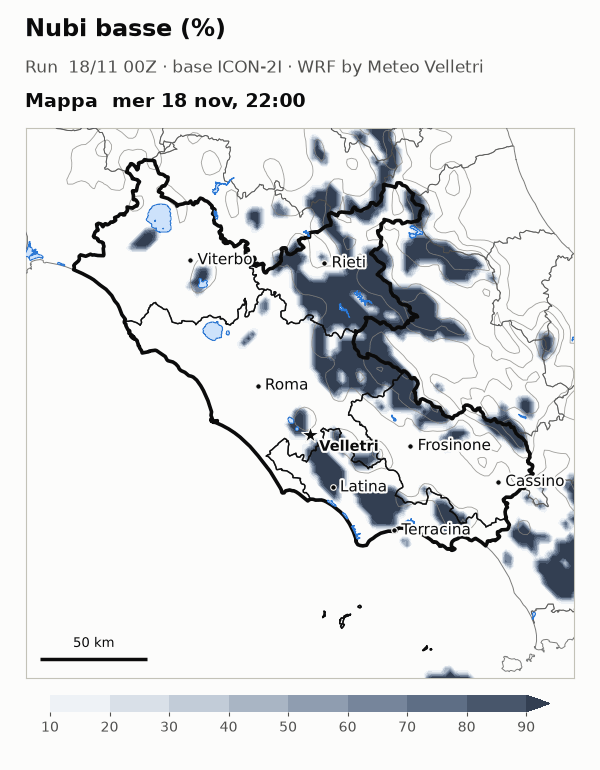 Nubi basse (%)
Run  18/11 00Z · base ICON-2I · WRF by Meteo Velletri
Mappa  mer 18 nov, 22:00
Viterbo
Rieti
Roma
Velletri
Frosinone
Cassino
Latina
Terracina
50 km
10 20 30 40 50 60 70 80 90